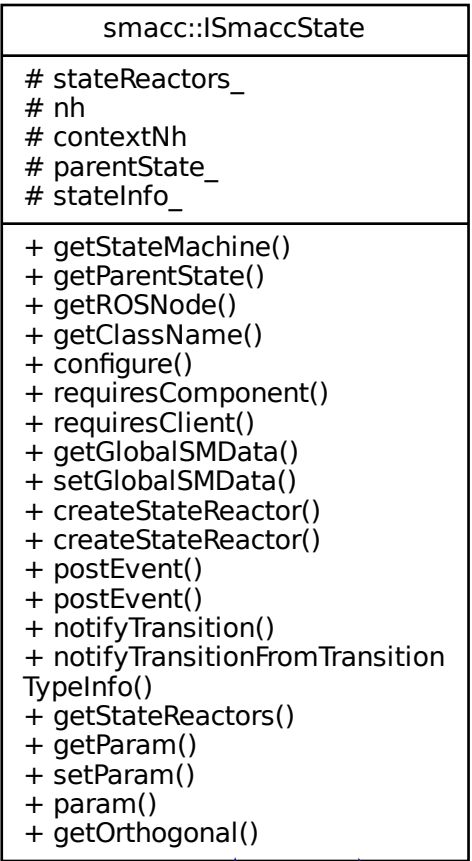 smacc::ISmaccState
# stateReactors_
# nh
# contextNh
# parentState_
# stateInfo_
+ getStateMachine()
+ getParentState()
+ getROSNode()
+ getClassName()
+ configure()
+ requiresComponent()
+ requiresClient()
+ getGlobalSMData()
+ setGlobalSMData()
+ createStateReactor()
+ createStateReactor()
+ postEvent()
+ postEvent()
+ notifyTransition()
+ notifyTransitionFromTransition
TypeInfo()
+ getStateReactors()
+ getParam()
+ setParam()
+ param()
+ getOrthogonal()